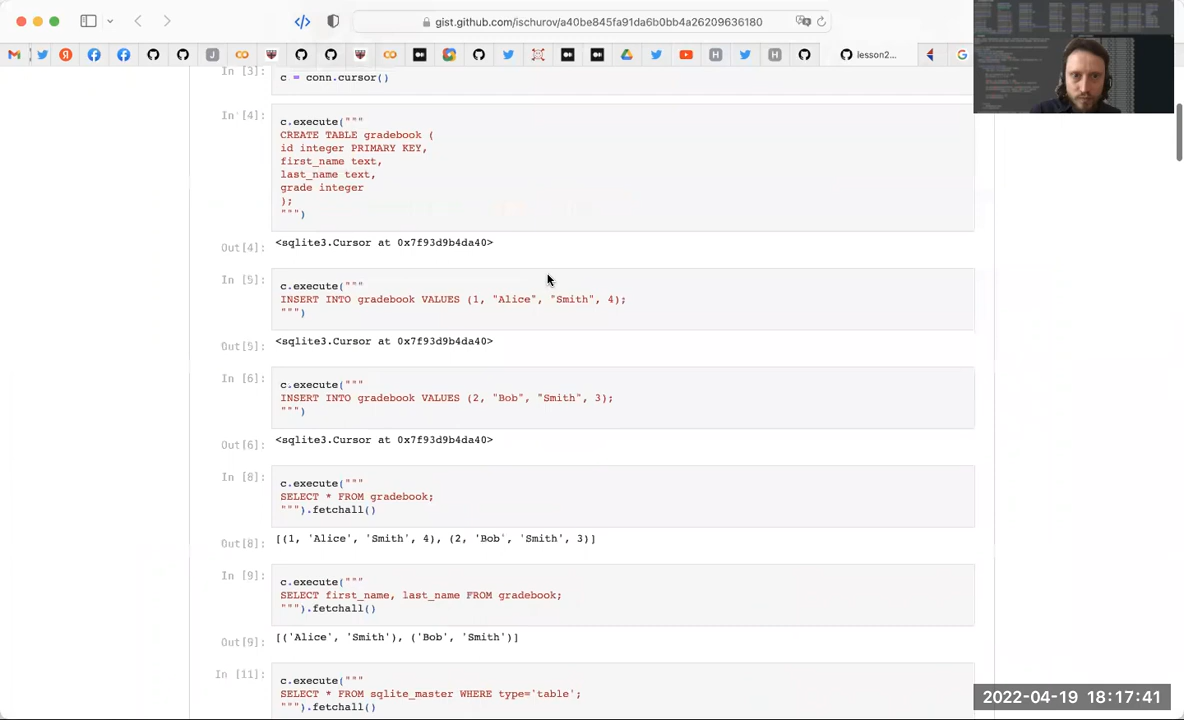 gist.github.com/ischurov/a40be845fa91da6b0bb4a26209636180
lesson2...
In [3]:
c = conn.cursor()
In [4]:
c.execute("""
CREATE TABLE gradebook (
id integer PRIMARY KEY,
first_name text,
last_name text,
grade integer
);
""")
Out[4]:
<sqlite3.Cursor at 0x7f93d9b4da40>
In [5]:
c.execute("""
INSERT INTO gradebook VALUES (1, "Alice", "Smith", 4);
""")
Out[5]:
<sqlite3.Cursor at 0x7f93d9b4da40>
In [6]:
c.execute("""
INSERT INTO gradebook VALUES (2, "Bob", "Smith", 3);
""")
Out[6]:
<sqlite3.Cursor at 0x7f93d9b4da40>
In [8]:
c.execute("""
SELECT * FROM gradebook;
""").fetchall()
Out[8]:
[(1, 'Alice', 'Smith', 4), (2, 'Bob', 'Smith', 3)]
In [9]:
c.execute("""
SELECT first_name, last_name FROM gradebook;
""").fetchall()
Out[9]:
[('Alice', 'Smith'), ('Bob', 'Smith')]
In [11]:
c.execute("""
SELECT * FROM sqlite_master WHERE type='table';
""").fetchall()
2022-04-19 18:17:41